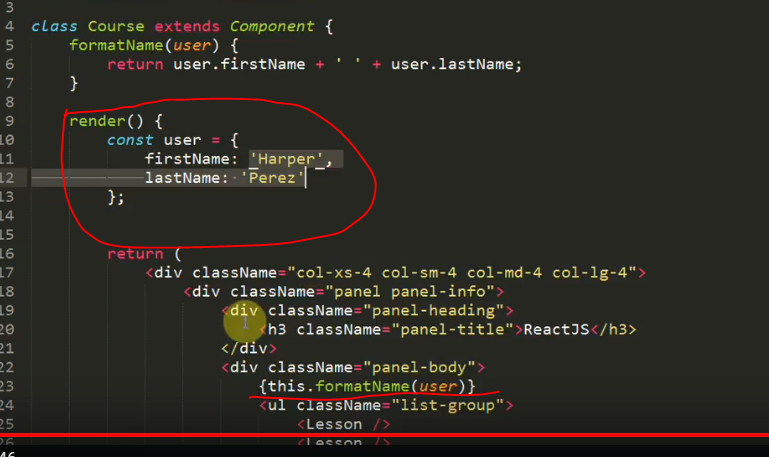 3
4 class Course extends Component {
5 formatName(user) {
6 return user.firstName + ' ' + user.lastName;
7 }
8
9 render() {
10 const user = {
11 firstName: 'Harper',
12 lastName: 'Perez'
13 };
14
15
16 return (
17 <div className="col-xs-4 col-sm-4 col-md-4 col-lg-4">
18 <div className="panel panel-info">
19 <div className="panel-heading">
20 <h3 className="panel-title">ReactJS</h3>
21 </div>
22 <div className="panel-body">
23 {this.formatName(user)}
24 <ul className="list-group">
25 <Lesson />
26 <Lesson />
46